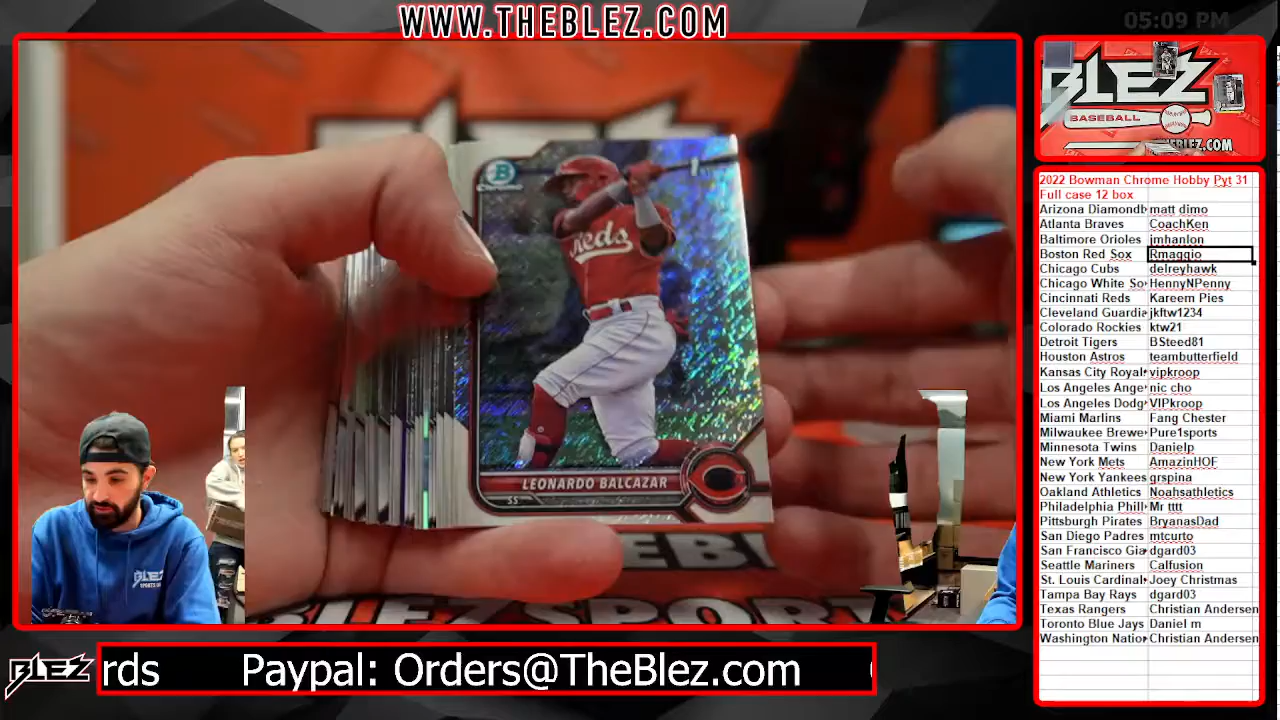 WWW.THEBLEZ.COM
05:09 PM
BLEZ
BASEBALL
.COM
B
Chrome
1
Reds
LEONARDO BALCAZAR
SS
C
BLEZ
2022 Bowman Chrome Hobby Pyt 31
Full case 12 box
Arizona Diamondb matt dimo
Atlanta Braves CoachKen
Baltimore Orioles jmhanlon
Boston Red Sox Rmaggio
Chicago Cubs delreyhawk
Chicago White So HennyNPenny
Cincinnati Reds Kareem Pies
Cleveland Guardia jkftw1234
Colorado Rockies ktw21
Detroit Tigers BSteed81
Houston Astros teambutterfield
Kansas City Royal vipkroop
Los Angeles Ange nic cho
Los Angeles Dodg VIPkroop
Miami Marlins Fang Chester
Milwaukee Brewe Pure1sports
Minnesota Twins Danielp
New York Mets AmazinHOF
New York Yankees grspina
Oakland Athletics Noahsathletics
Philadelphia Phill Mr tttt
Pittsburgh Pirates BryanasDad
San Diego Padres mtcurto
San Francisco Gia dgard03
Seattle Mariners Calfusion
St. Louis Cardinal Joey Christmas
Tampa Bay Rays dgard03
Texas Rangers Christian Andersen
Toronto Blue Jays Daniel m
Washington Natio Christian Andersen
BLEZ
rds Paypal: Orders@TheBlez.com